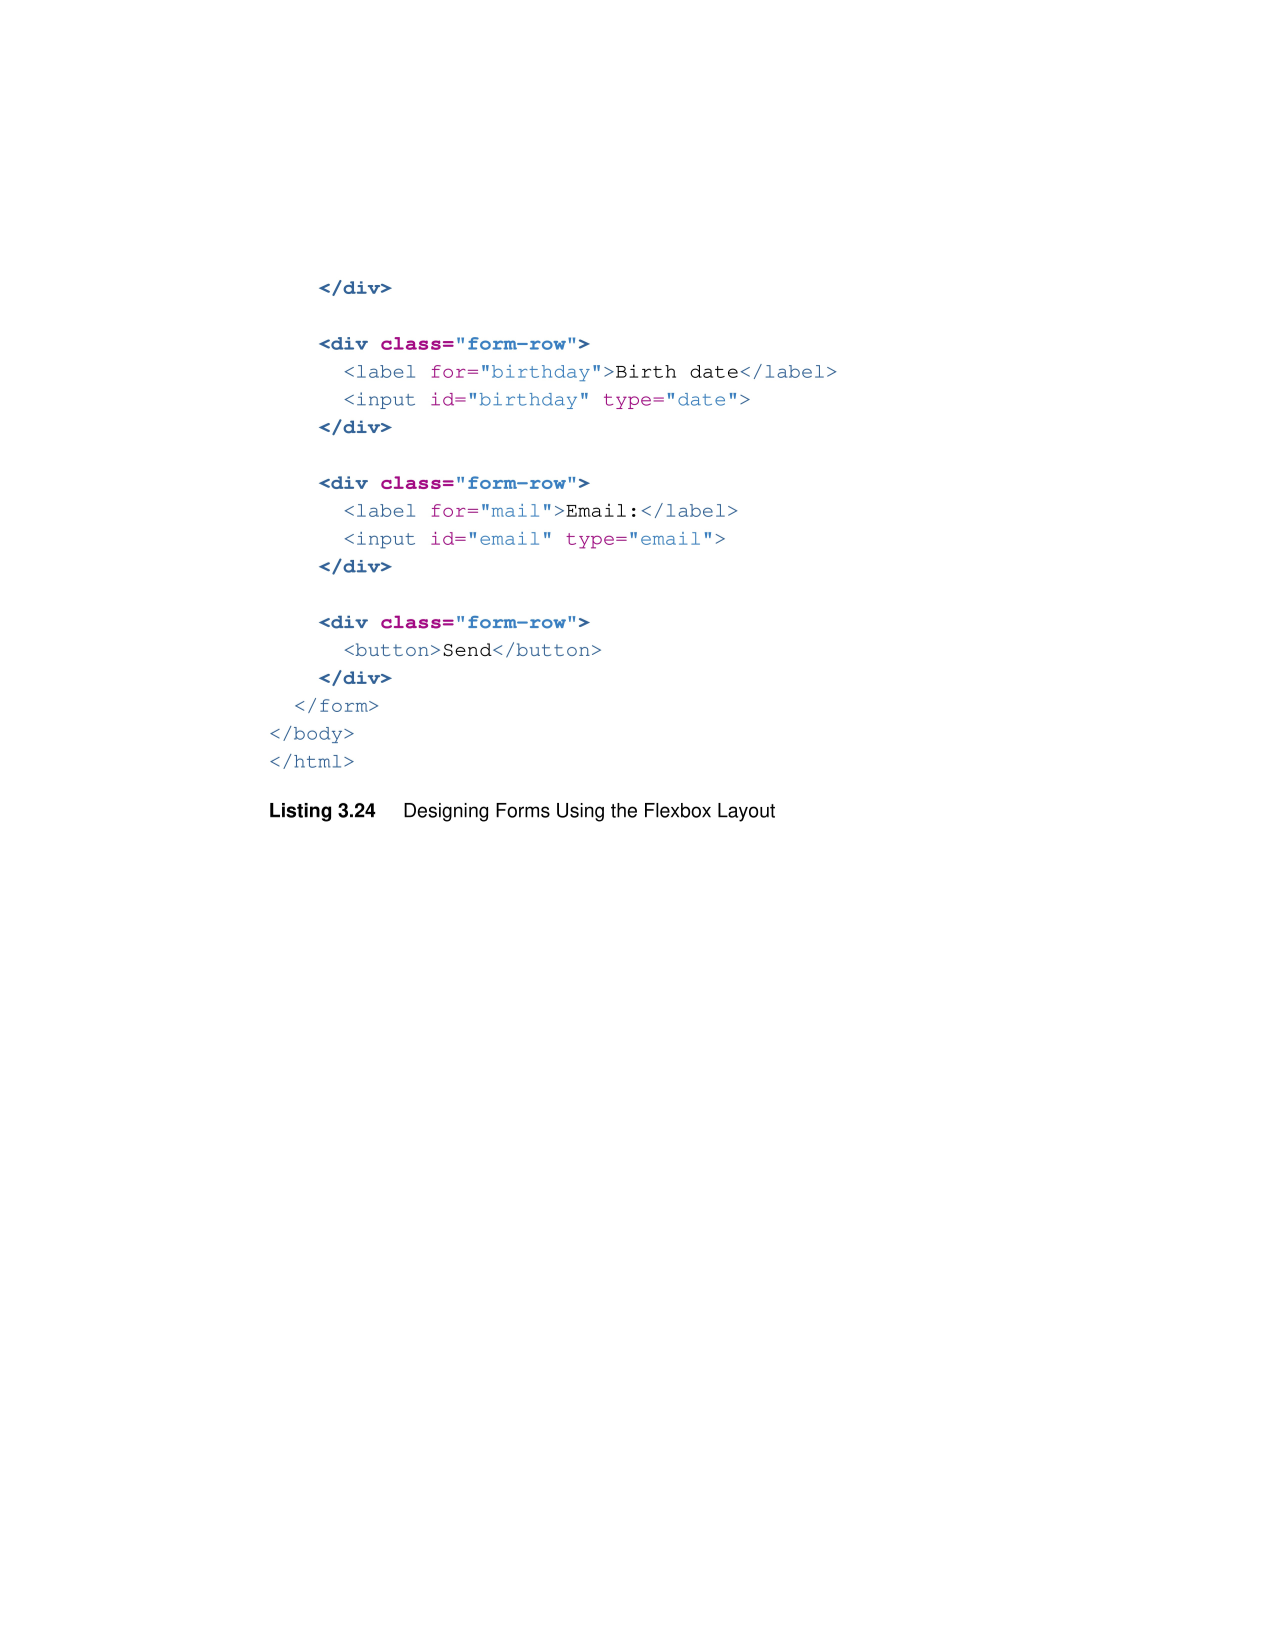 </div>

    <div class="form-row">
      <label for="birthday">Birth date</label>
      <input id="birthday" type="date">
    </div>

    <div class="form-row">
      <label for="mail">Email:</label>
      <input id="email" type="email">
    </div>

    <div class="form-row">
      <button>Send</button>
    </div>
  </form>
</body>
</html>
Listing 3.24 Designing Forms Using the Flexbox Layout